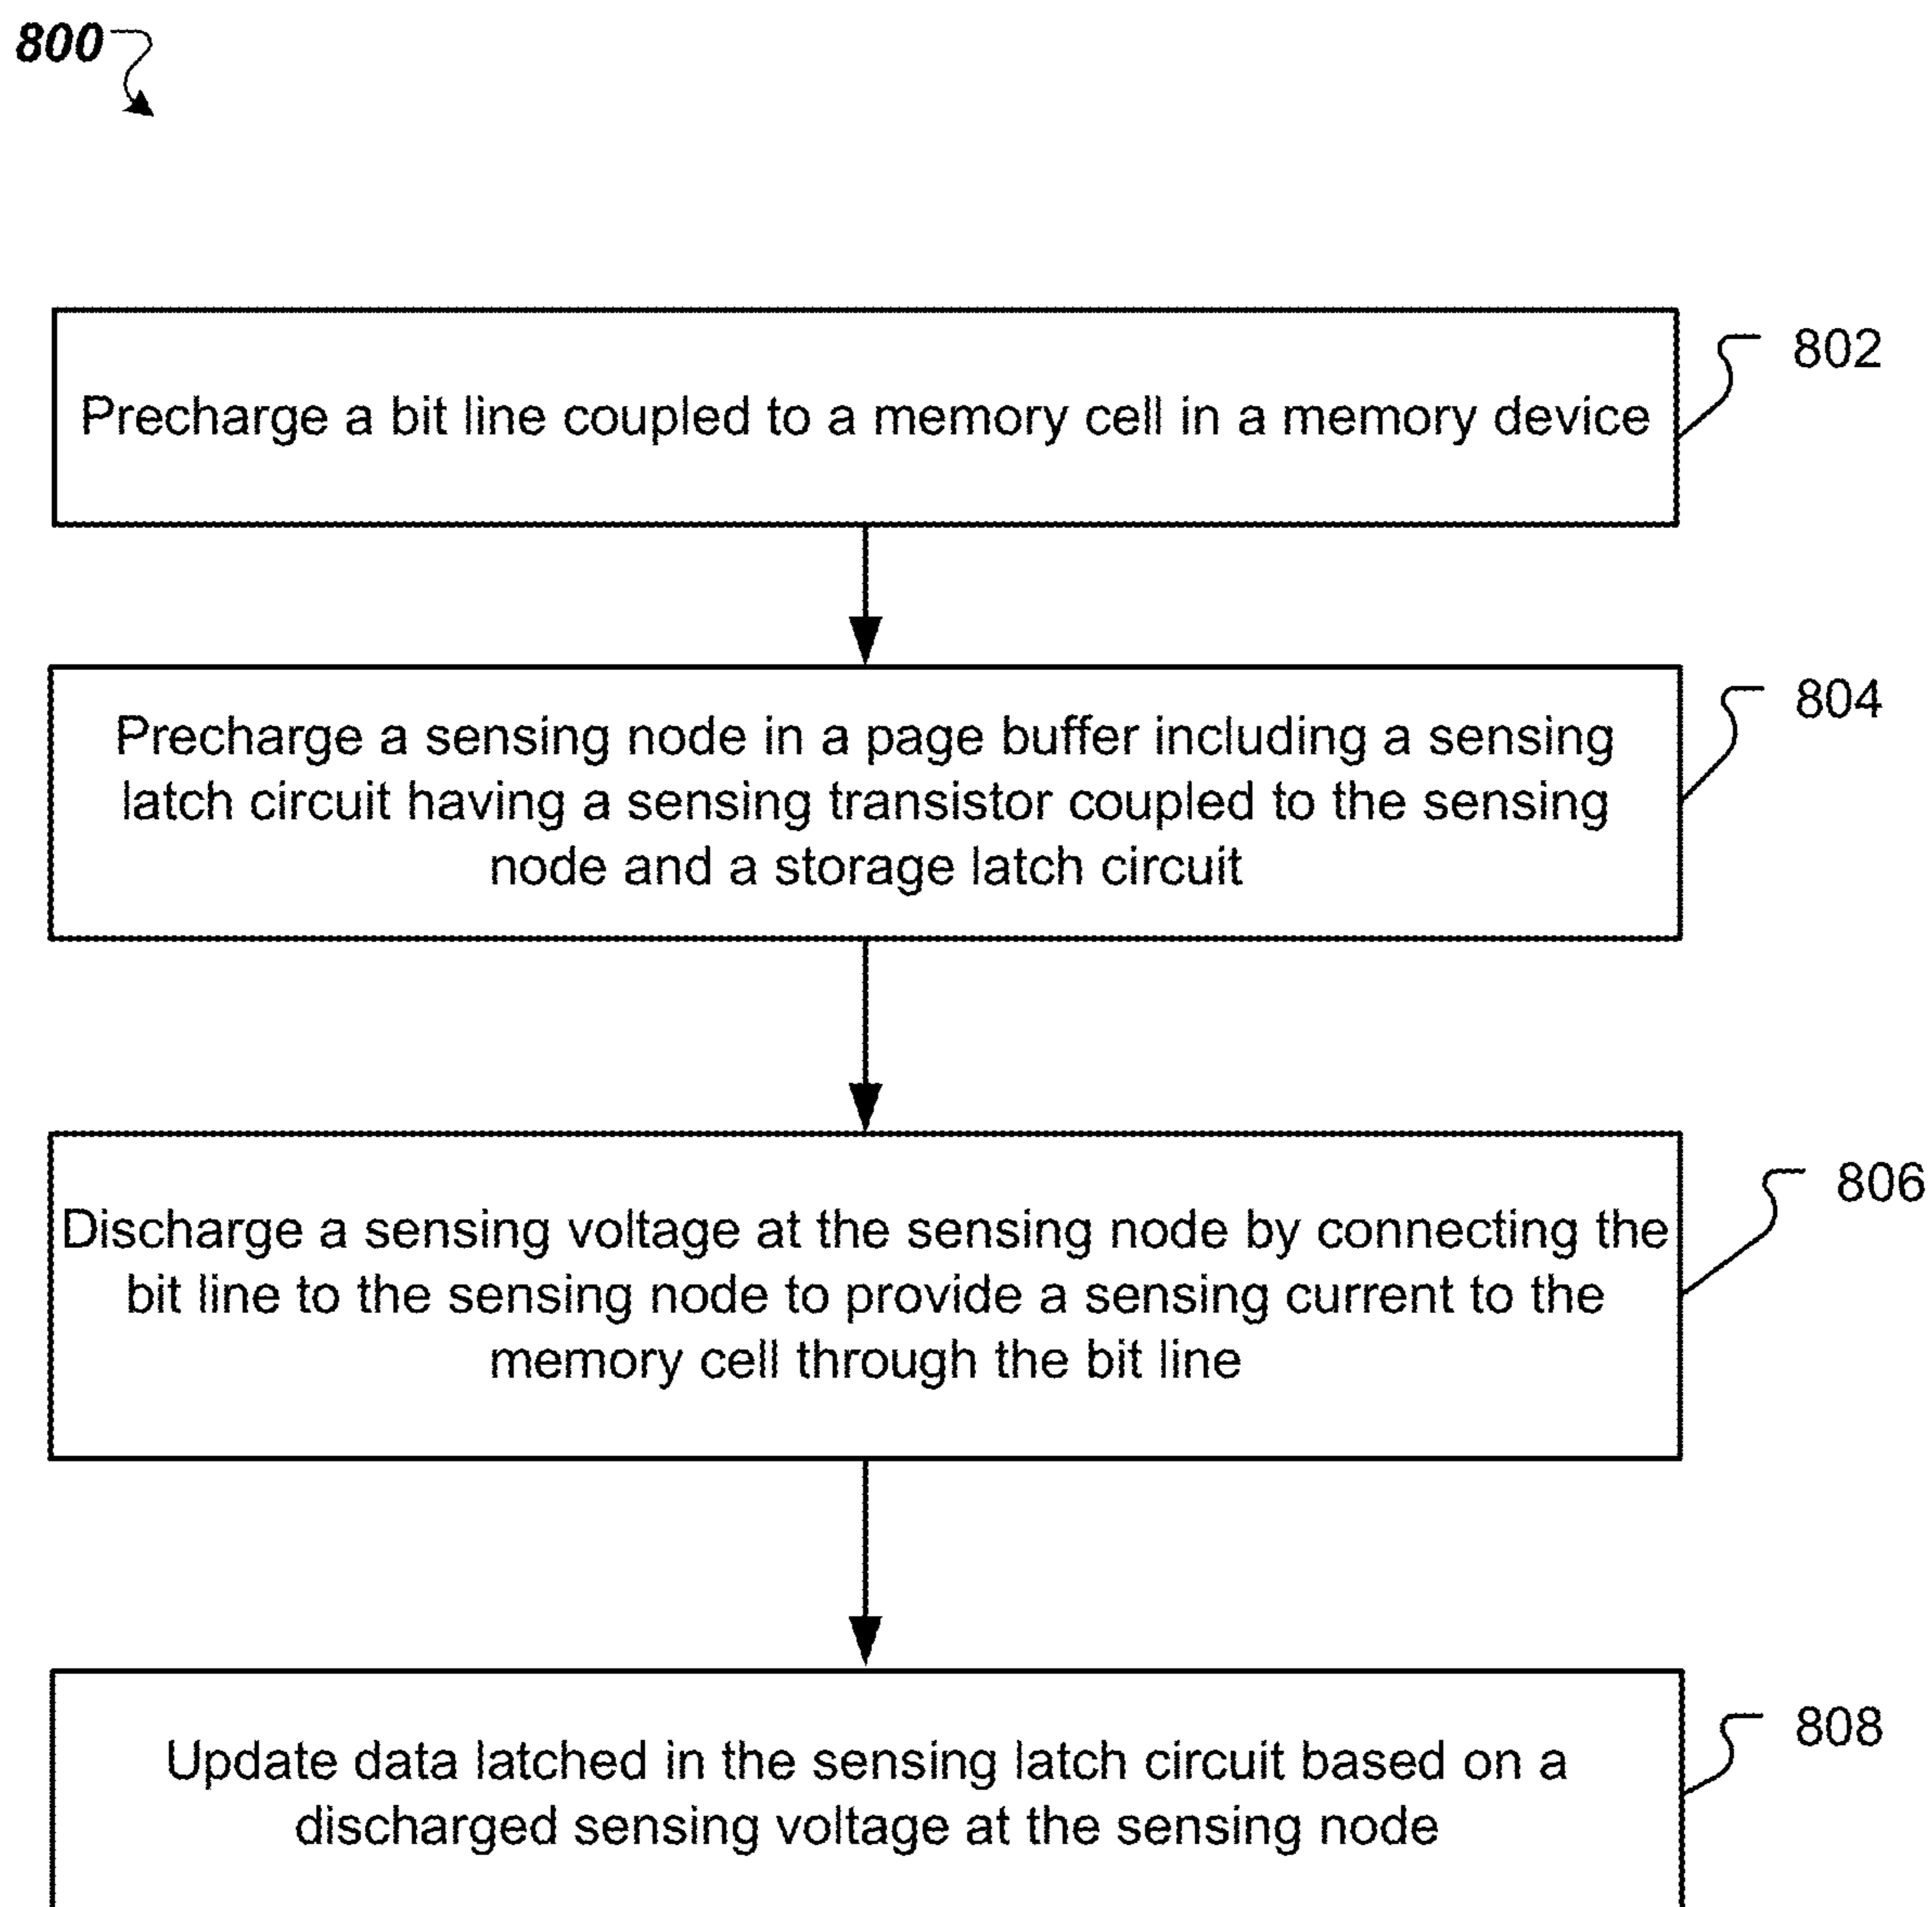 800
802
Precharge a bit line coupled to a memory cell in a memory device
804
Precharge a sensing node in a page buffer including a sensing
latch circuit having a sensing transistor coupled to the sensing
node and a storage latch circuit
806
Discharge a sensing voltage at the sensing node by connecting the
bit line to the sensing node to provide a sensing current to the
memory cell through the bit line
808
Update data latched in the sensing latch circuit based on a
discharged sensing voltage at the sensing node